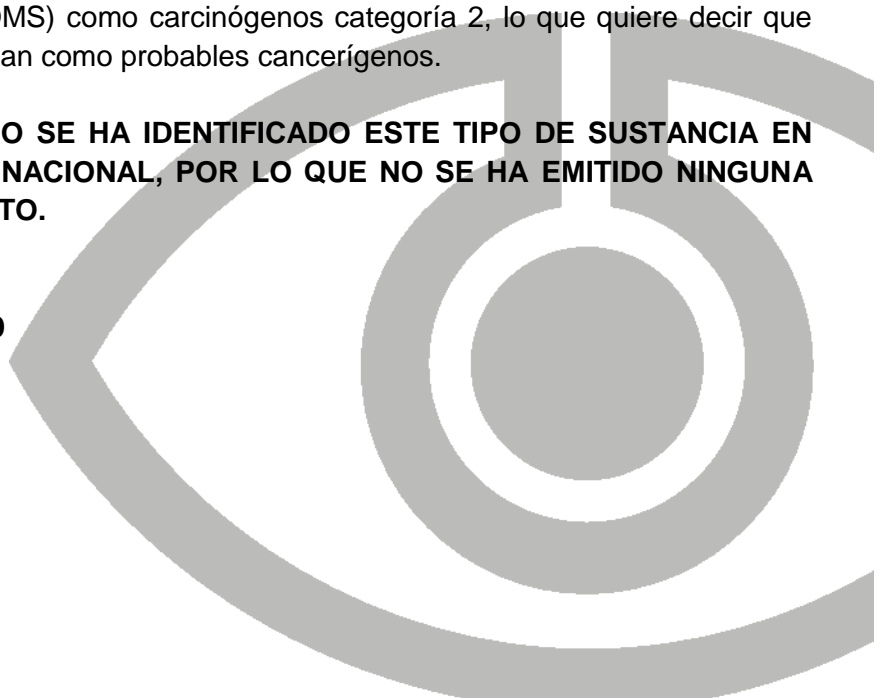 OMS) como carcinógenos categoría 2, lo que quiere decir que
an como probables cancerígenos.
O SE HA IDENTIFICADO ESTE TIPO DE SUSTANCIA EN
NACIONAL, POR LO QUE NO SE HA EMITIDO NINGUNA
TO.